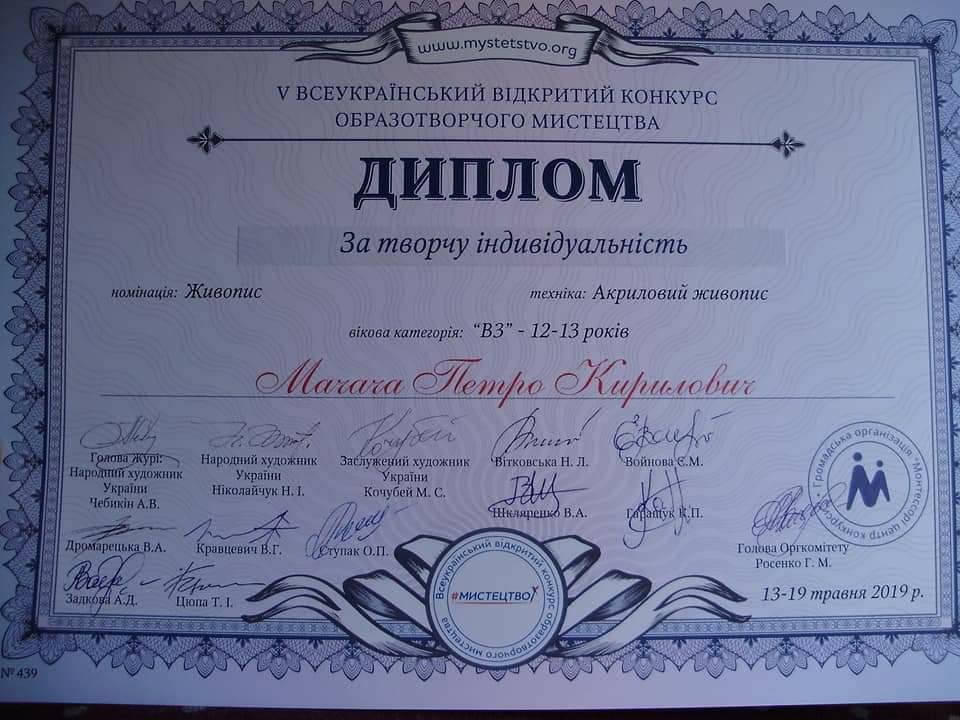 www.mystetstvo.org
V ВСЕУКРАЇНСЬКИЙ ВІДКРИТИЙ КОНКУРС
ОБРАЗОТВОРЧОГО МИСТЕЦТВА
ДИПЛОМ
За творчу індивідуальність
номінація: Живопис
техніка: Акриловий живопис
вікова категорія: "В3" - 12-13 років
Мачача Петро Кирилович
Голова Журі:
Народний художник
України
Чебикін А.В.
Народний художник
України
Ніколайчук Н. І.
Заслужений художник
України
Кочубей М. С.
Вітковська Н. Л.
Войнова Є.М.
Шкляренко В.А.
Гаращук К.П.
Дромарецька В.А.
Кравцевич В.Г.
Ступак О.П.
Задкова А.Д.
Цюпа Т. І.
Громадська організація "Монтессорі центр
Голова Оргкомітету
Росенко Г. М.
13-19 травня 2019 р.
Всеукраїнський відкритий конкурс образотворчого мистецтва
#МИСТЕЦТВО
№ 439